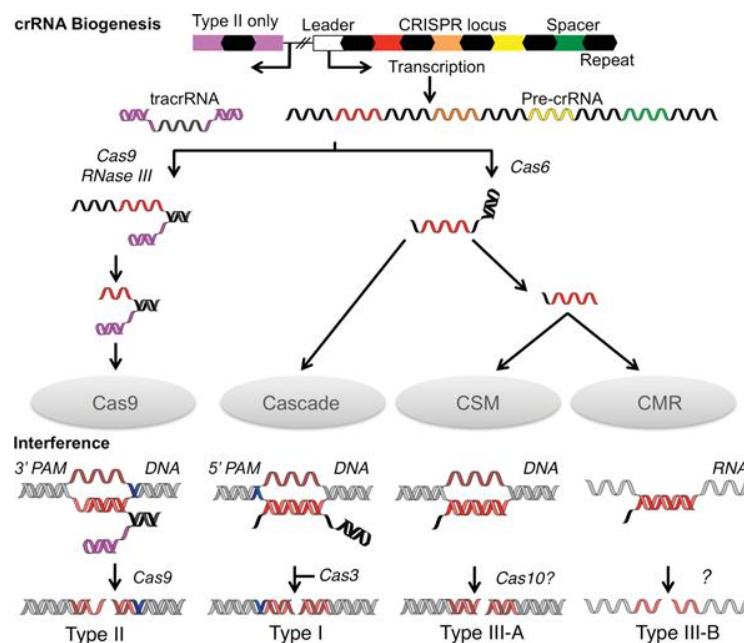 crRNA Biogenesis
Type II only
Leader
CRISPR locus
Spacer
Repeat
Transcription
tracrRNA
Pre-crRNA
Cas9
RNase III
Cas6
Cas9
Cascade
CSM
CMR
Interference
3' PAM
DNA
5' PAM
DNA
DNA
RNA
Cas9
Cas3
Cas10?
?
Type II
Type I
Type III-A
Type III-B